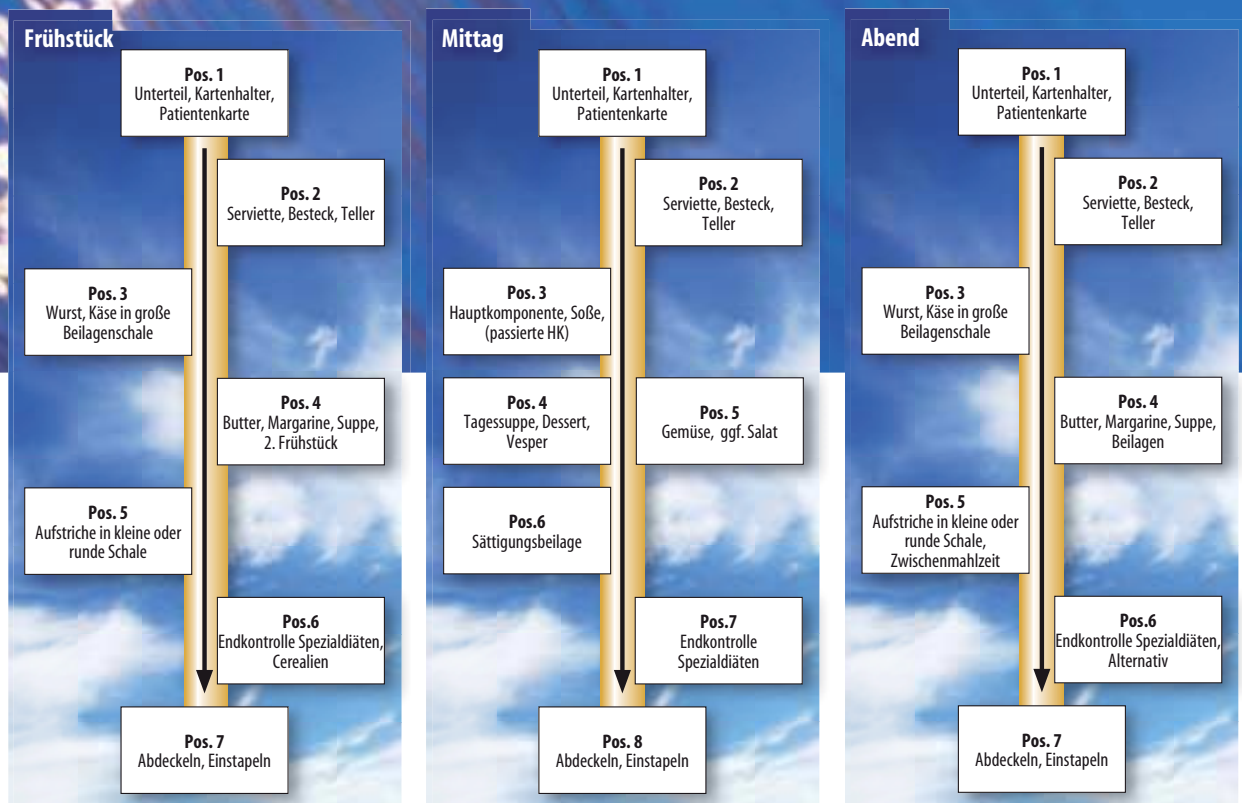 Frühstück
Pos. 1
Unterteil, Kartenhalter,
Patientenkarte
Pos. 2
Serviette, Besteck, Teller
Pos. 3
Wurst, Käse in große
Beilagenschale
Pos. 4
Butter, Margarine, Suppe,
2. Frühstück
Pos. 5
Aufstriche in kleine oder
runde Schale
Pos.6
Endkontrolle Spezialdiäten,
Cerealien
Pos. 7
Abdeckeln, Einstapeln
Mittag
Pos. 1
Unterteil, Kartenhalter,
Patientenkarte
Pos. 2
Serviette, Besteck,
Teller
Pos. 3
Hauptkomponente, Soße,
(passierte HK)
Pos. 4
Tagessuppe, Dessert,
Vesper
Pos. 5
Gemüse, ggf. Salat
Pos.6
Sättigungsbeilage
Pos.7
Endkontrolle
Spezialdiäten
Pos. 8
Abdeckeln, Einstapeln
Abend
Pos. 1
Unterteil, Kartenhalter,
Patientenkarte
Pos. 2
Serviette, Besteck,
Teller
Pos. 3
Wurst, Käse in große
Beilagenschale
Pos. 4
Butter, Margarine, Suppe,
Beilagen
Pos. 5
Aufstriche in kleine oder
runde Schale,
Zwischenmahlzeit
Pos.6
Endkontrolle Spezialdiäten,
Alternativ
Pos. 7
Abdeckeln, Einstapeln